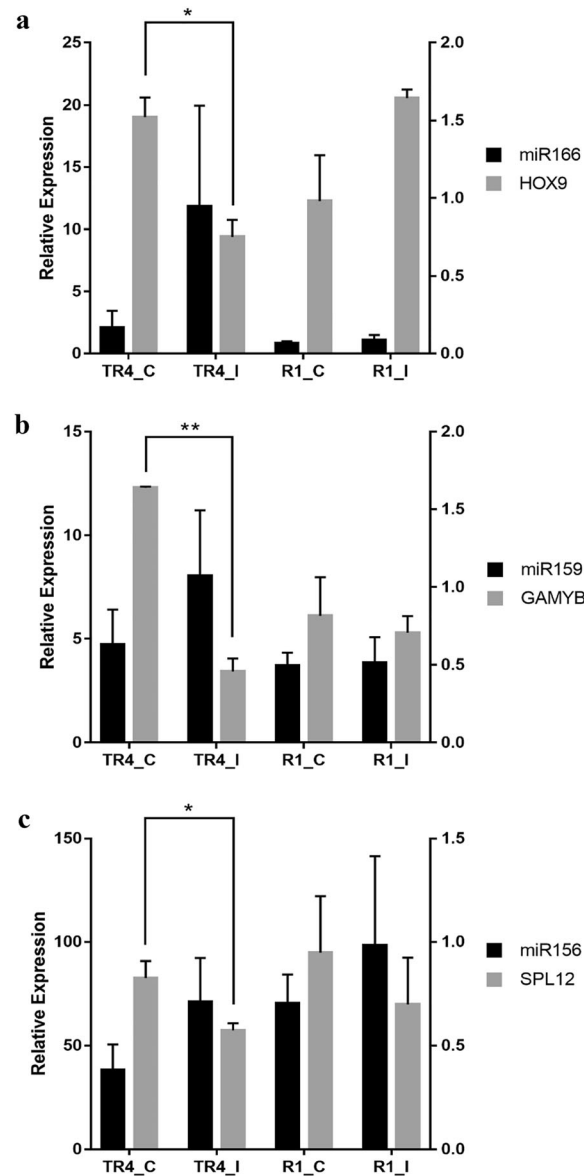 a
*
25
20
15
10
5
0
Relative Expression
2.0
1.5
1.0
0.5
0.0
TR4_C TR4_I R1_C R1_I
miR166
HOX9
b
**
15
10
5
0
Relative Expression
2.0
1.5
1.0
0.5
0.0
TR4_C TR4_I R1_C R1_I
miR159
GAMYB
c
*
150
100
50
0
Relative Expression
1.5
1.0
0.5
0.0
TR4_C TR4_I R1_C R1_I
miR156
SPL12